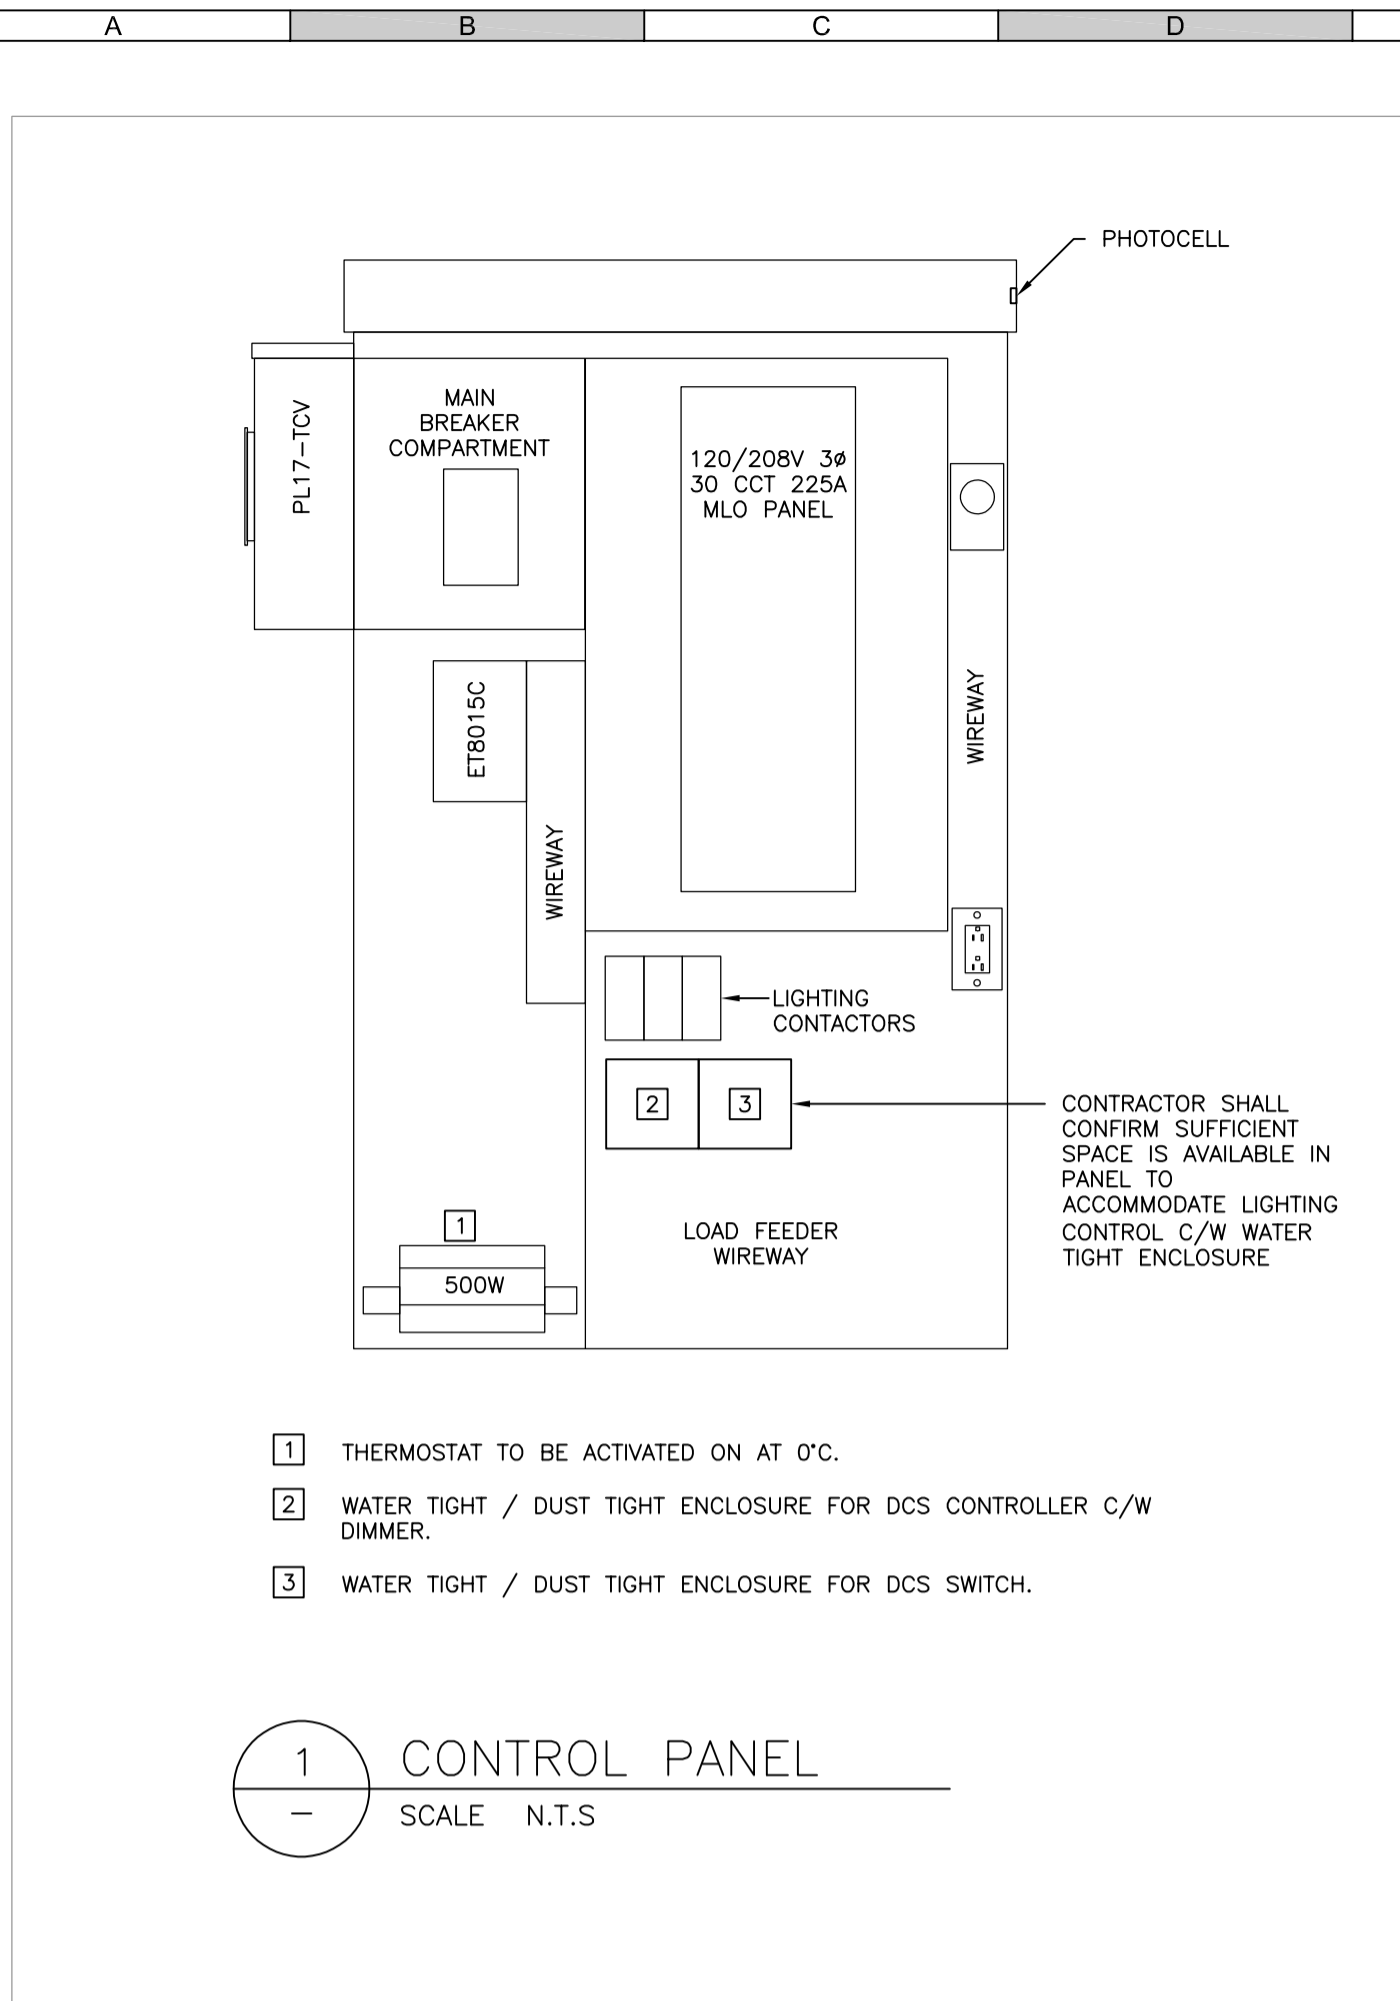 A B C D
PHOTOCELL
PL17-TCV
MAIN
BREAKER
COMPARTMENT
120/208V 3ø
30 CCT 225A
MLO PANEL
ET8015C
WIREWAY
WIREWAY
LIGHTING
CONTACTORS
2 3
CONTRACTOR SHALL
CONFIRM SUFFICIENT
SPACE IS AVAILABLE IN
PANEL TO
ACCOMMODATE LIGHTING
CONTROL C/W WATER
TIGHT ENCLOSURE
1
500W
LOAD FEEDER
WIREWAY
1 THERMOSTAT TO BE ACTIVATED ON AT 0°C.
2 WATER TIGHT / DUST TIGHT ENCLOSURE FOR DCS CONTROLLER C/W
DIMMER.
3 WATER TIGHT / DUST TIGHT ENCLOSURE FOR DCS SWITCH.
1 CONTROL PANEL
– SCALE N.T.S